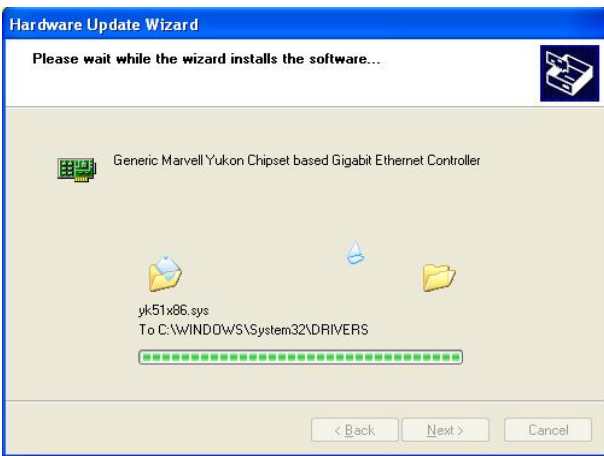 Hardware Update Wizard
Please wait while the wizard installs the software...
Generic Marvell Yukon Chipset based Gigabit Ethernet Controller
yk51x86.sys
To C:\WINDOWS\System32\DRIVERS
< Back Next > Cancel